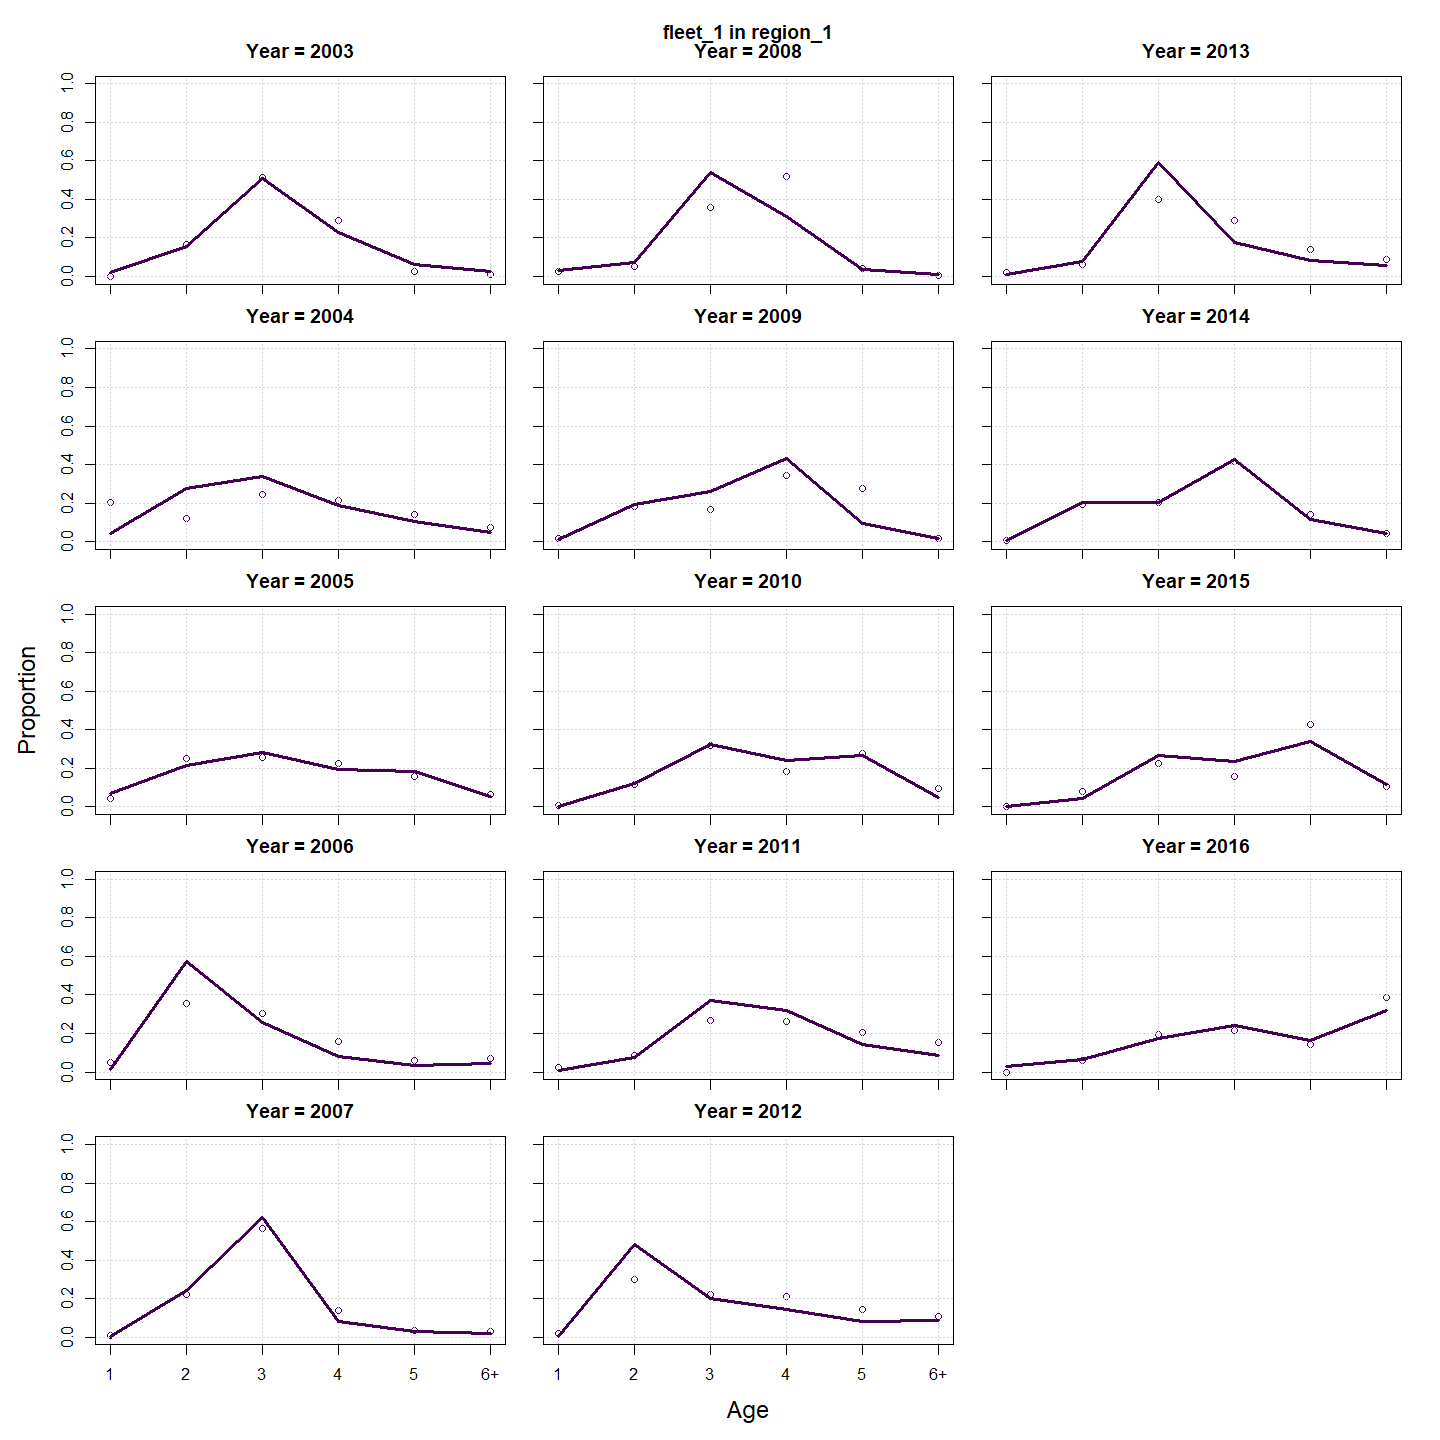 fleet_1 in region_1
Year = 2003
Year = 2008
Year = 2013
0.0 0.2 0.4 0.6 0.8 1.0
Year = 2004
Year = 2009
Year = 2014
0.0 0.2 0.4 0.6 0.8 1.0
Year = 2005
Year = 2010
Year = 2015
0.0 0.2 0.4 0.6 0.8 1.0
Proportion
Year = 2006
Year = 2011
Year = 2016
0.0 0.2 0.4 0.6 0.8 1.0
Year = 2007
Year = 2012
0.0 0.2 0.4 0.6 0.8 1.0
1 2 3 4 5 6+
1 2 3 4 5 6+
Age